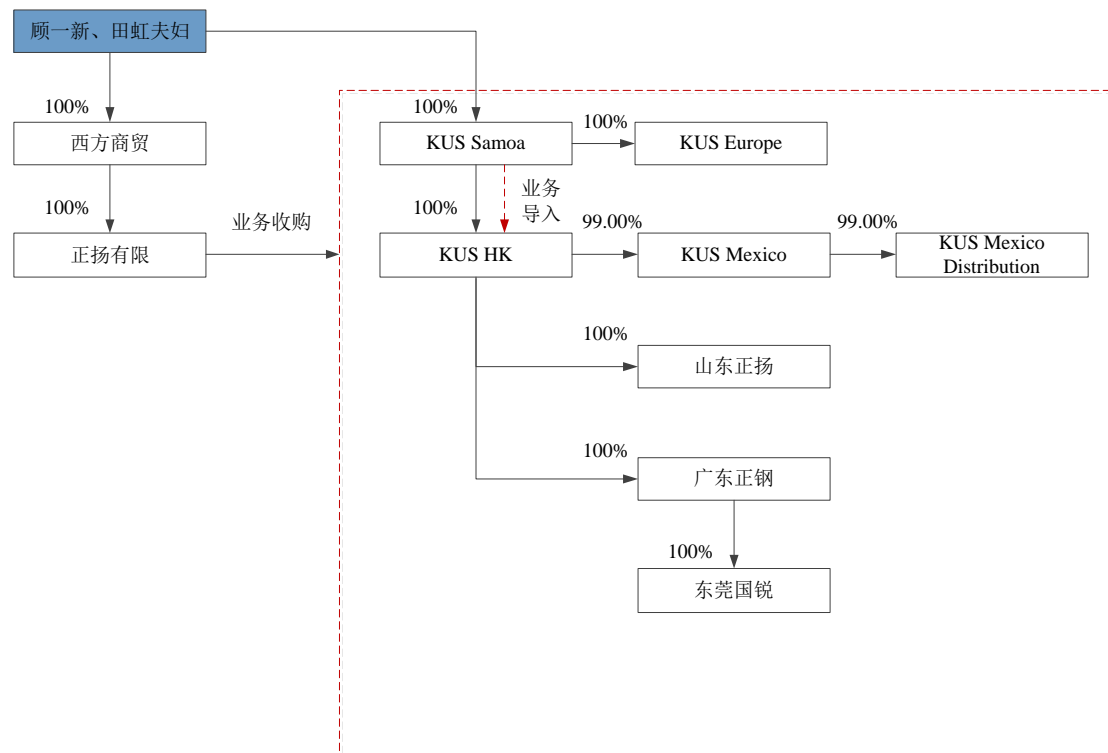 顾一新、田虹夫妇
100%
100%
100%
西方商贸
KUS Samoa
KUS Europe
100%
100%
业务
导入
业务收购
99.00%
99.00%
正扬有限
KUS HK
KUS Mexico
KUS Mexico
Distribution
100%
山东正扬
100%
广东正钢
100%
东莞国锐